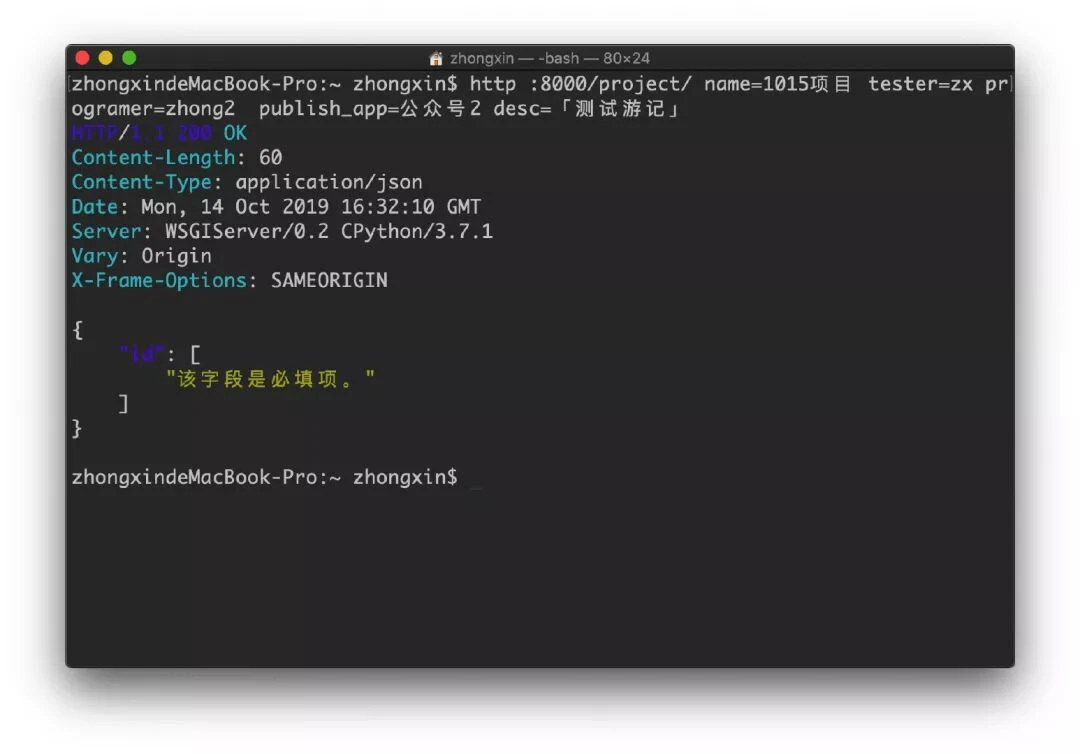 zhongxin — -bash — 80×24
[zhongxindeMacBook-Pro:~ zhongxin$ http :8000/project/ name=1015项目 tester=zx pr]
ogramer=zhong2  publish_app=公众号2 desc=「测试游记」
HTTP/1.1 200 OK
Content-Length: 60
Content-Type: application/json
Date: Mon, 14 Oct 2019 16:32:10 GMT
Server: WSGIServer/0.2 CPython/3.7.1
Vary: Origin
X-Frame-Options: SAMEORIGIN
{
    "id": [
        "该字段是必填项。"
    ]
}
zhongxindeMacBook-Pro:~ zhongxin$